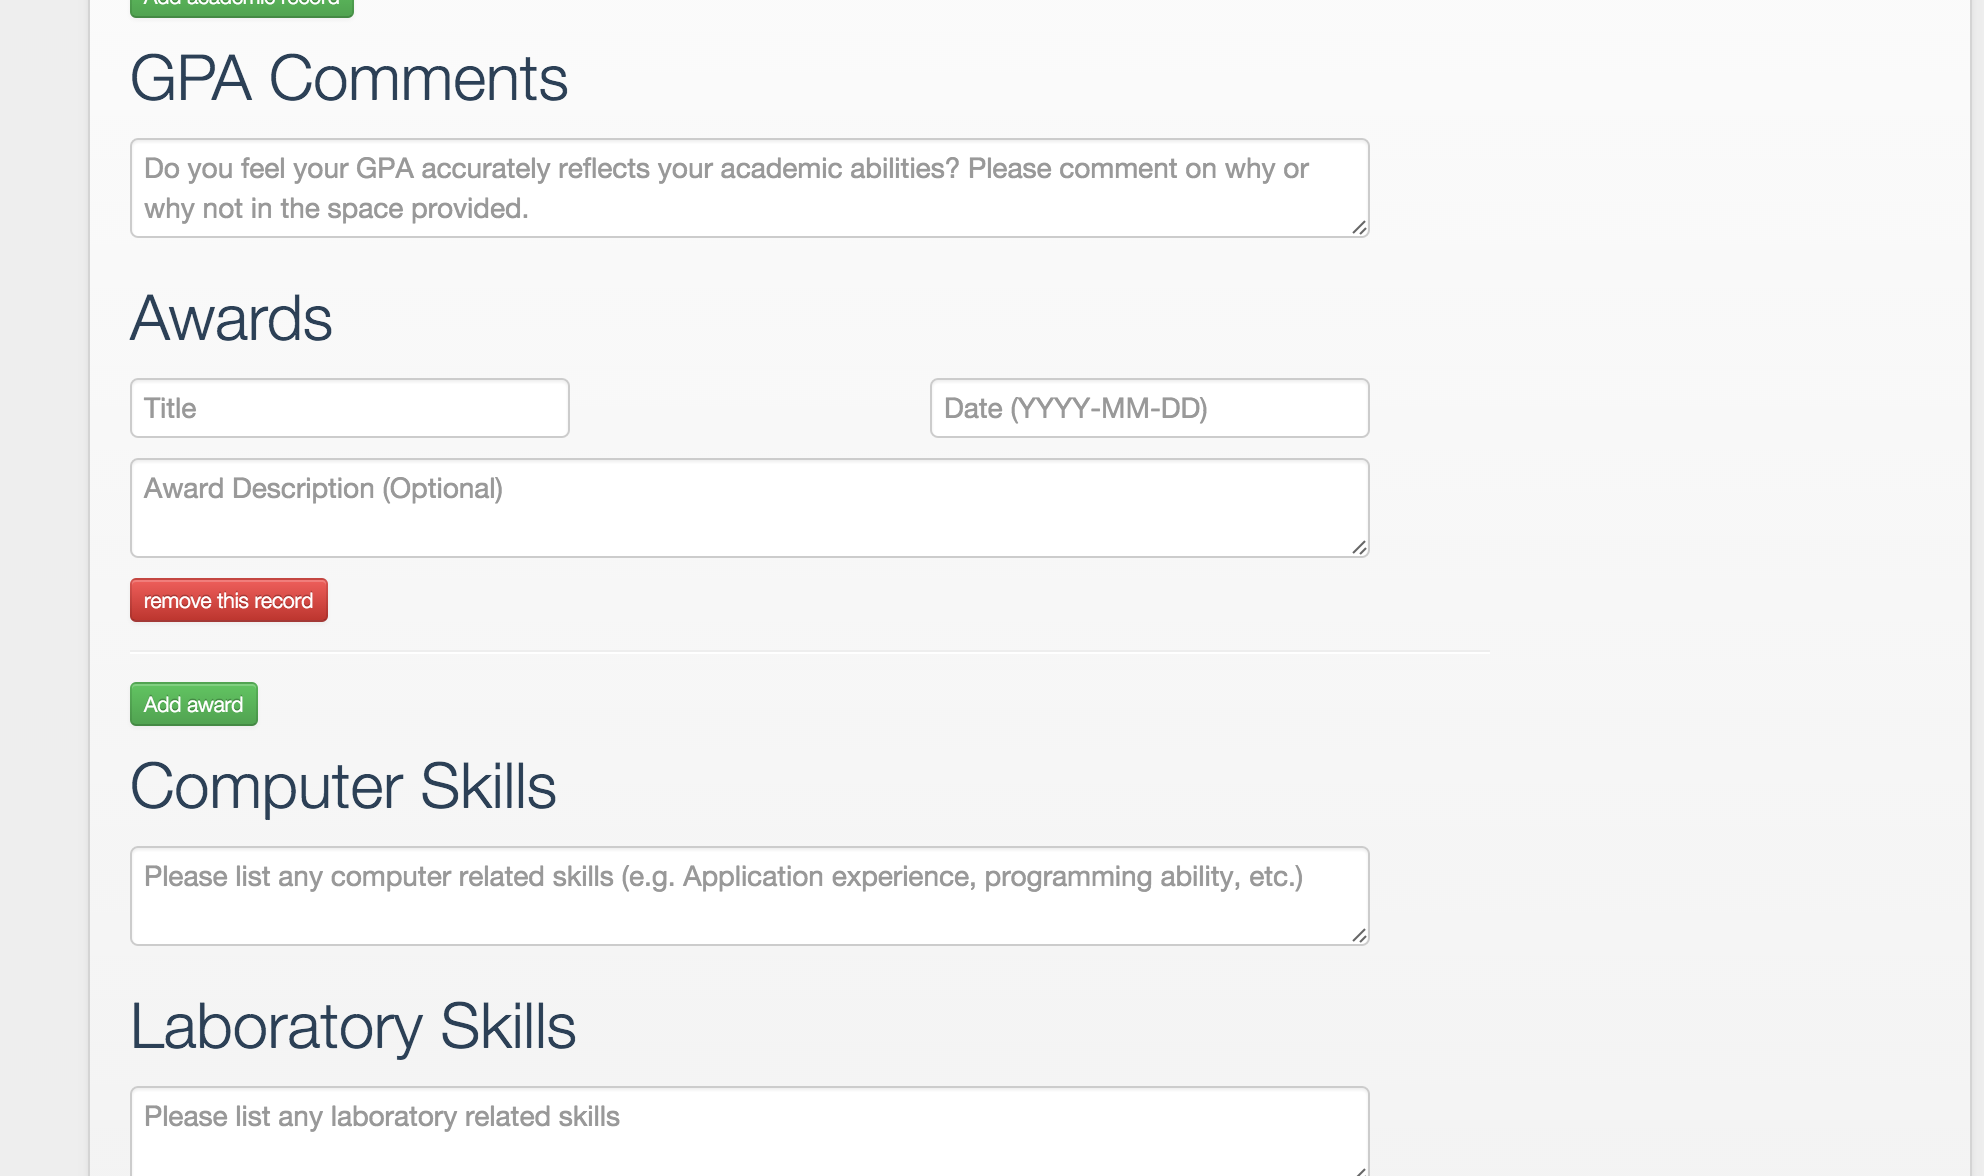 Add academic record
GPA Comments
Do you feel your GPA accurately reflects your academic abilities? Please comment on why or
why not in the space provided.
Awards
Title
Date (YYYY-MM-DD)
Award Description (Optional)
remove this record
Add award
Computer Skills
Please list any computer related skills (e.g. Application experience, programming ability, etc.)
Laboratory Skills
Please list any laboratory related skills